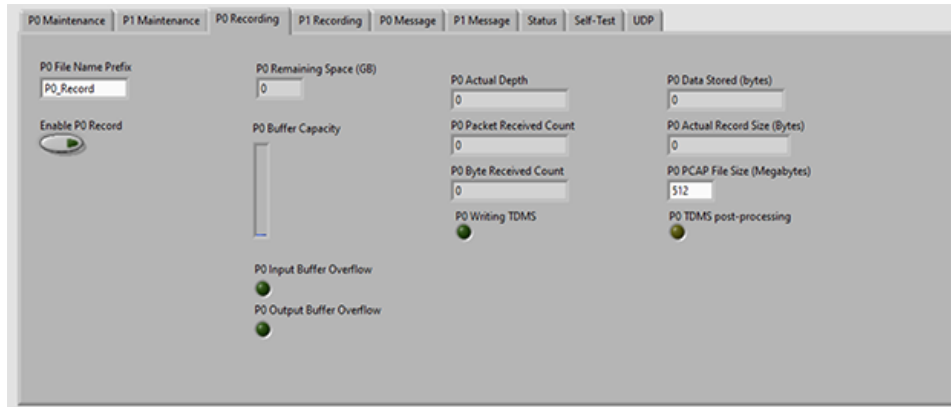 P0 Maintenance P1 Maintenance P0 Recording P1 Recording P0 Message P1 Message Status Self-Test UDP
P0 File Name Prefix
P0_Record
Enable P0 Record
P0 Remaining Space (GB)
0
P0 Buffer Capacity
P0 Input Buffer Overflow
P0 Output Buffer Overflow
P0 Actual Depth
0
P0 Packet Received Count
0
P0 Byte Received Count
0
P0 Writing TDMS
P0 Data Stored (bytes)
0
P0 Actual Record Size (Bytes)
0
P0 PCAP File Size (Megabytes)
512
P0 TDMS post-processing